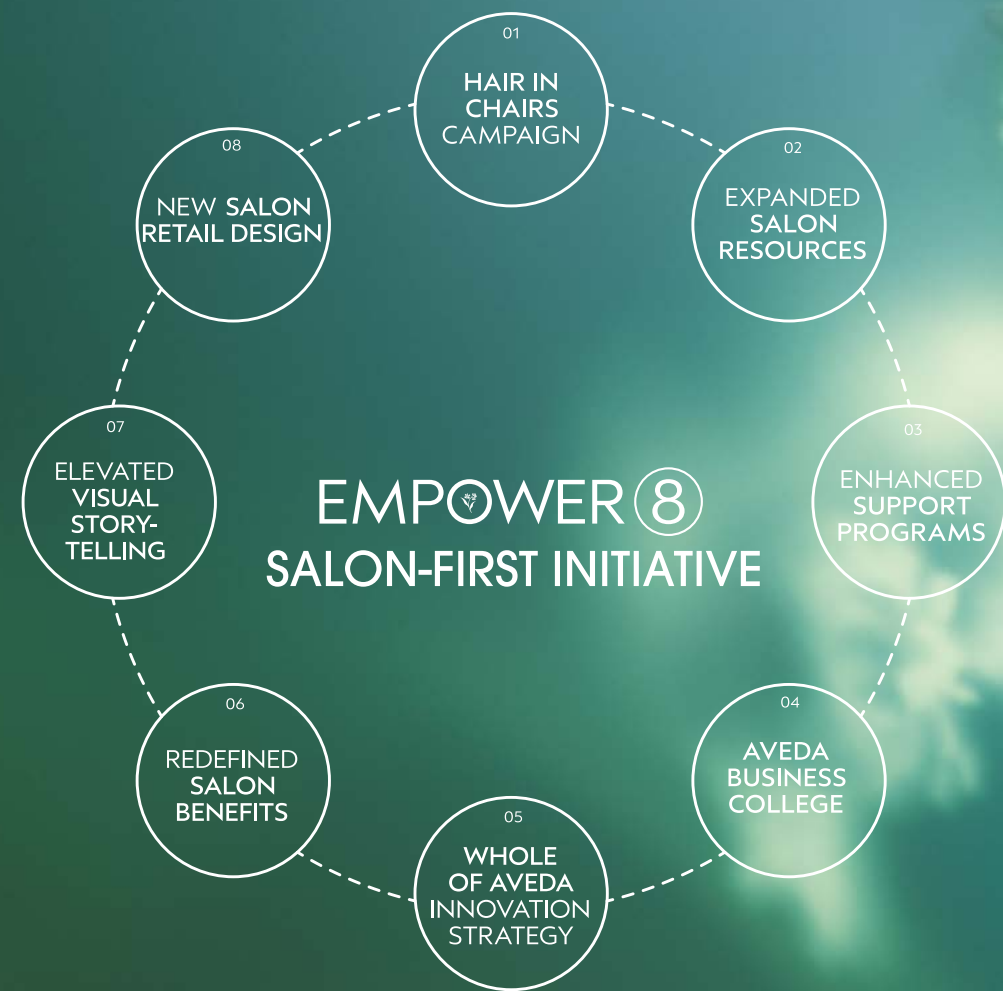 01
HAIR IN
CHAIRS
CAMPAIGN
02
EXPANDED
SALON
RESOURCES
03
ENHANCED
SUPPORT
PROGRAMS
04
AVEDA
BUSINESS
COLLEGE
05
WHOLE
OF AVEDA
INNOVATION
STRATEGY
06
REDEFINED
SALON
BENEFITS
07
ELEVATED
VISUAL
STORY-
TELLING
08
NEW SALON
RETAIL DESIGN
EMPOWER 8
SALON-FIRST INITIATIVE